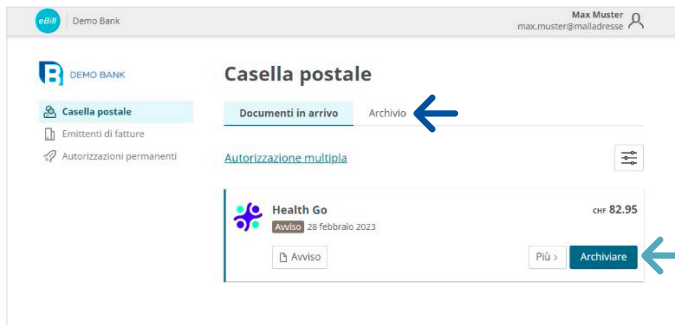 eBill Demo Bank Max Muster
max.muster@mailadresse
DEMO BANK
Casella postale
Casella postale
Documenti in arrivo Archivio
Emittenti di fatture
Autorizzazioni permanenti
Autorizzazione multipla
Health Go CHF 82.95
Avviso 28 febbraio 2023
Avviso Più > Archiviare